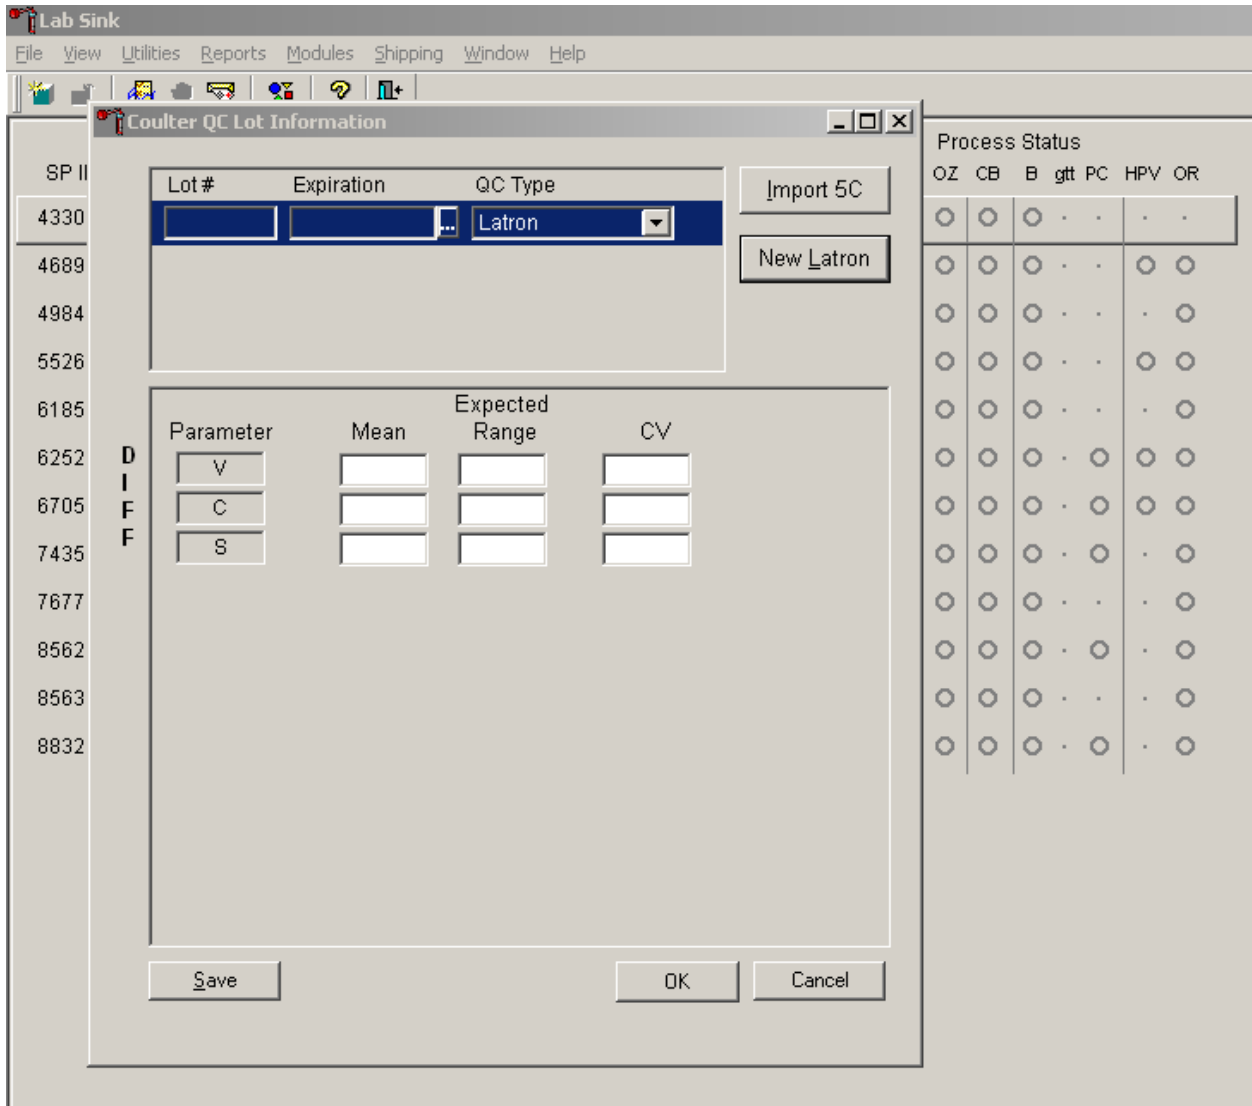 Lab Sink
File View Utilities Reports Modules Shipping Window Help
Coulter QC Lot Information
Process Status
SP II
OZ CB B gtt PC HPV OR
Lot # Expiration QC Type
Import 5C
4330
... Latron
New Latron
4689
4984
5526
6185
Expected
Parameter Mean Range CV
6252
D
I
F
F
V
6705
C
7435
S
7677
8562
8563
8832
Save OK Cancel